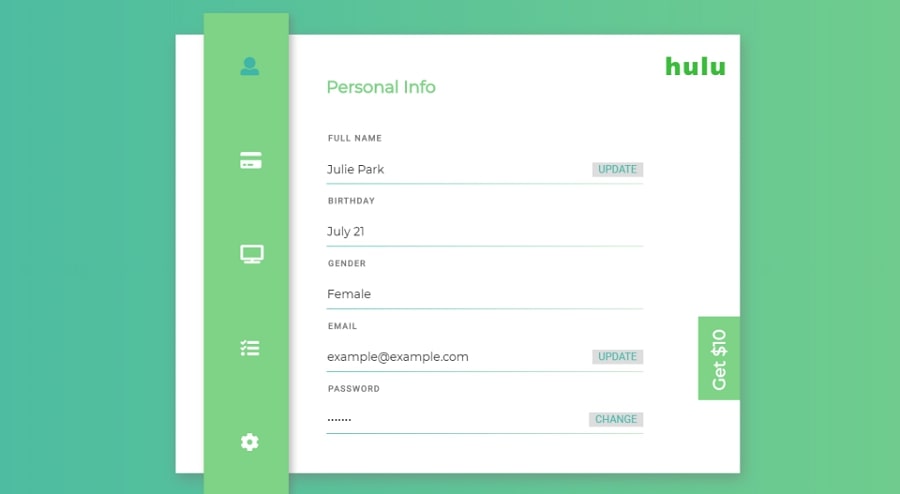 hulu
Personal Info
FULL NAME
Julie Park UPDATE
BIRTHDAY
July 21
GENDER
Female
EMAIL
example@example.com UPDATE
PASSWORD
······· CHANGE
Get $10